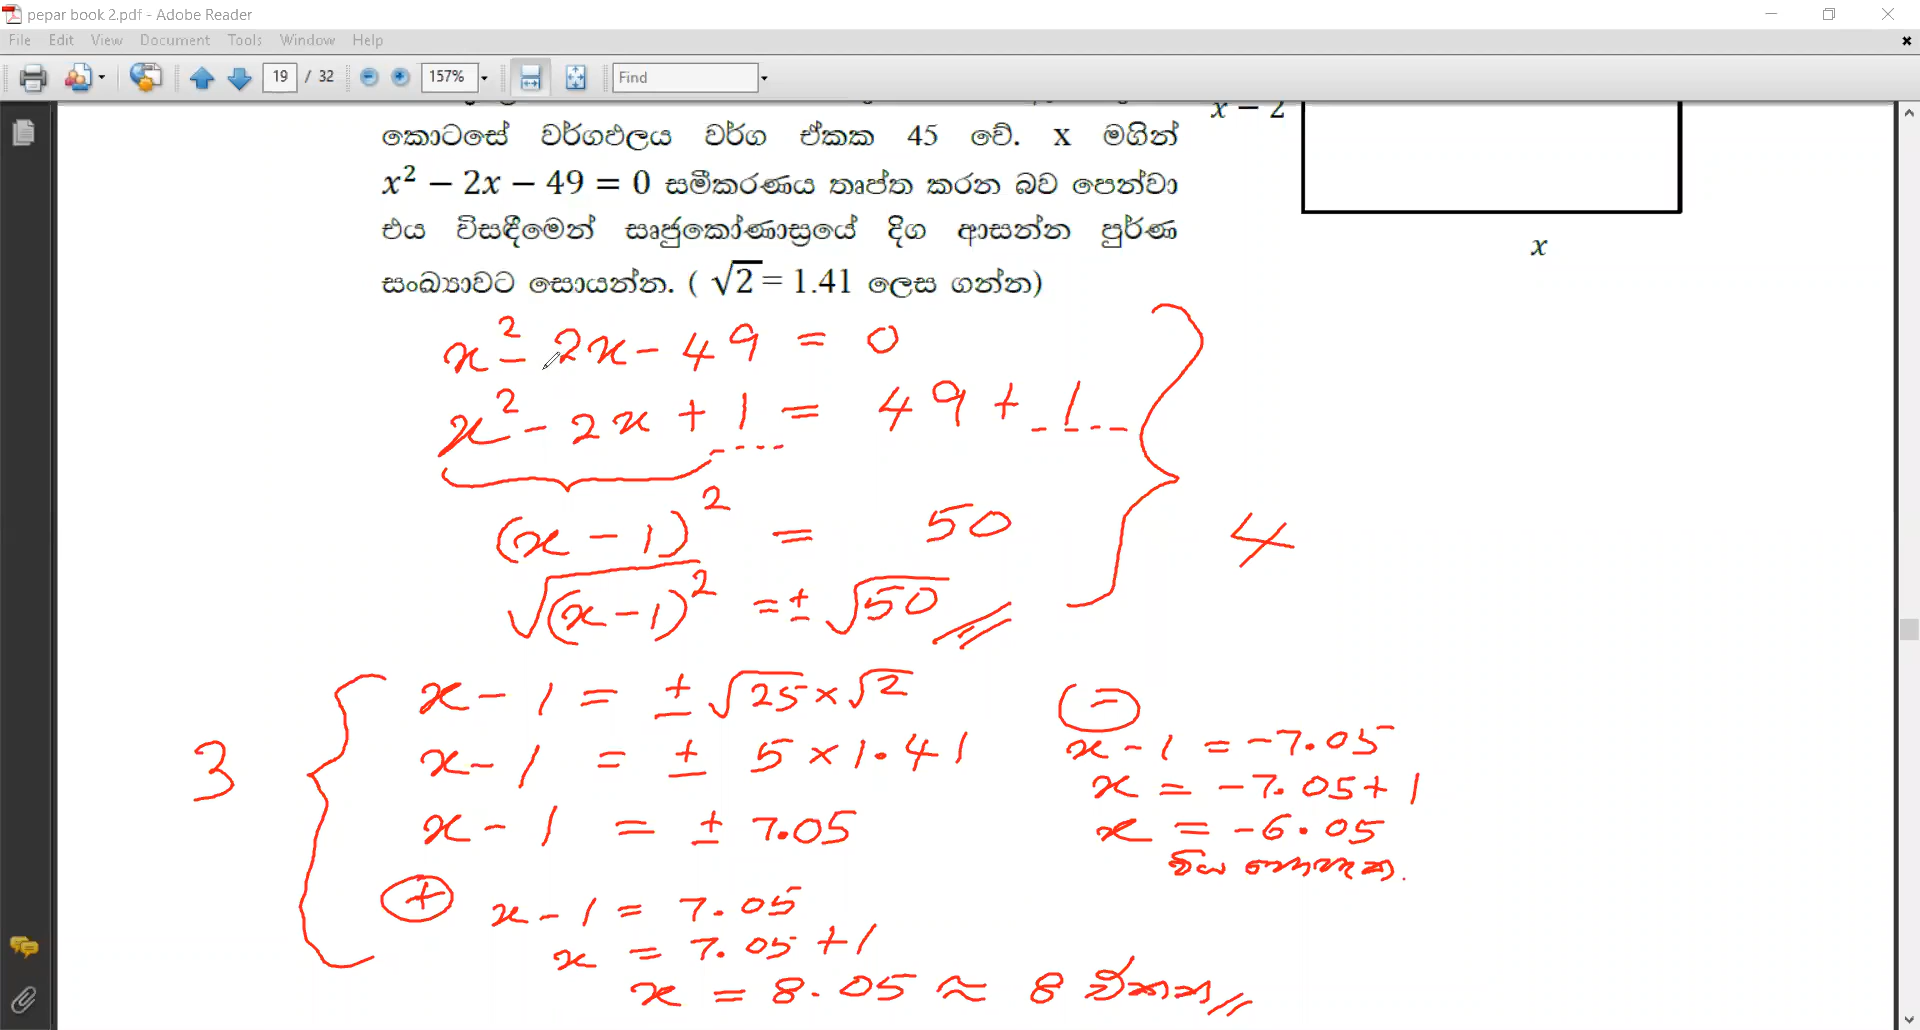 pepar book 2.pdf - Adobe Reader
File Edit View Document Tools Window Help
19 / 32 157% Find
x − 2
කොටසේ වර්ගඵලය වර්ග ඒකක 45 වේ. x මගින්
x² − 2x − 49 = 0 සමීකරණය තෘප්ත කරන බව පෙන්වා
එය විසඳීමෙන් සෘජුකෝණාස්‍රයේ දිග ආසන්න පුර්ණ
සංඛ්‍යාවට සොයන්න. ( √2 = 1.41 ලෙස ගන්න)
x
x² - 2x - 49 = 0
x² - 2x + 1 = 49 + 1
(x - 1)² = 50
√(x - 1)² = ± √50
4
x - 1 = ± √25 × √2
x - 1 = ± 5 × 1.41
x - 1 = ± 7.05
3
(+)
x - 1 = 7.05
x = 7.05 + 1
x = 8.05 ≈ 8
(-)
x - 1 = -7.05
x = -7.05 + 1
x = -6.05
විය නොහැක.